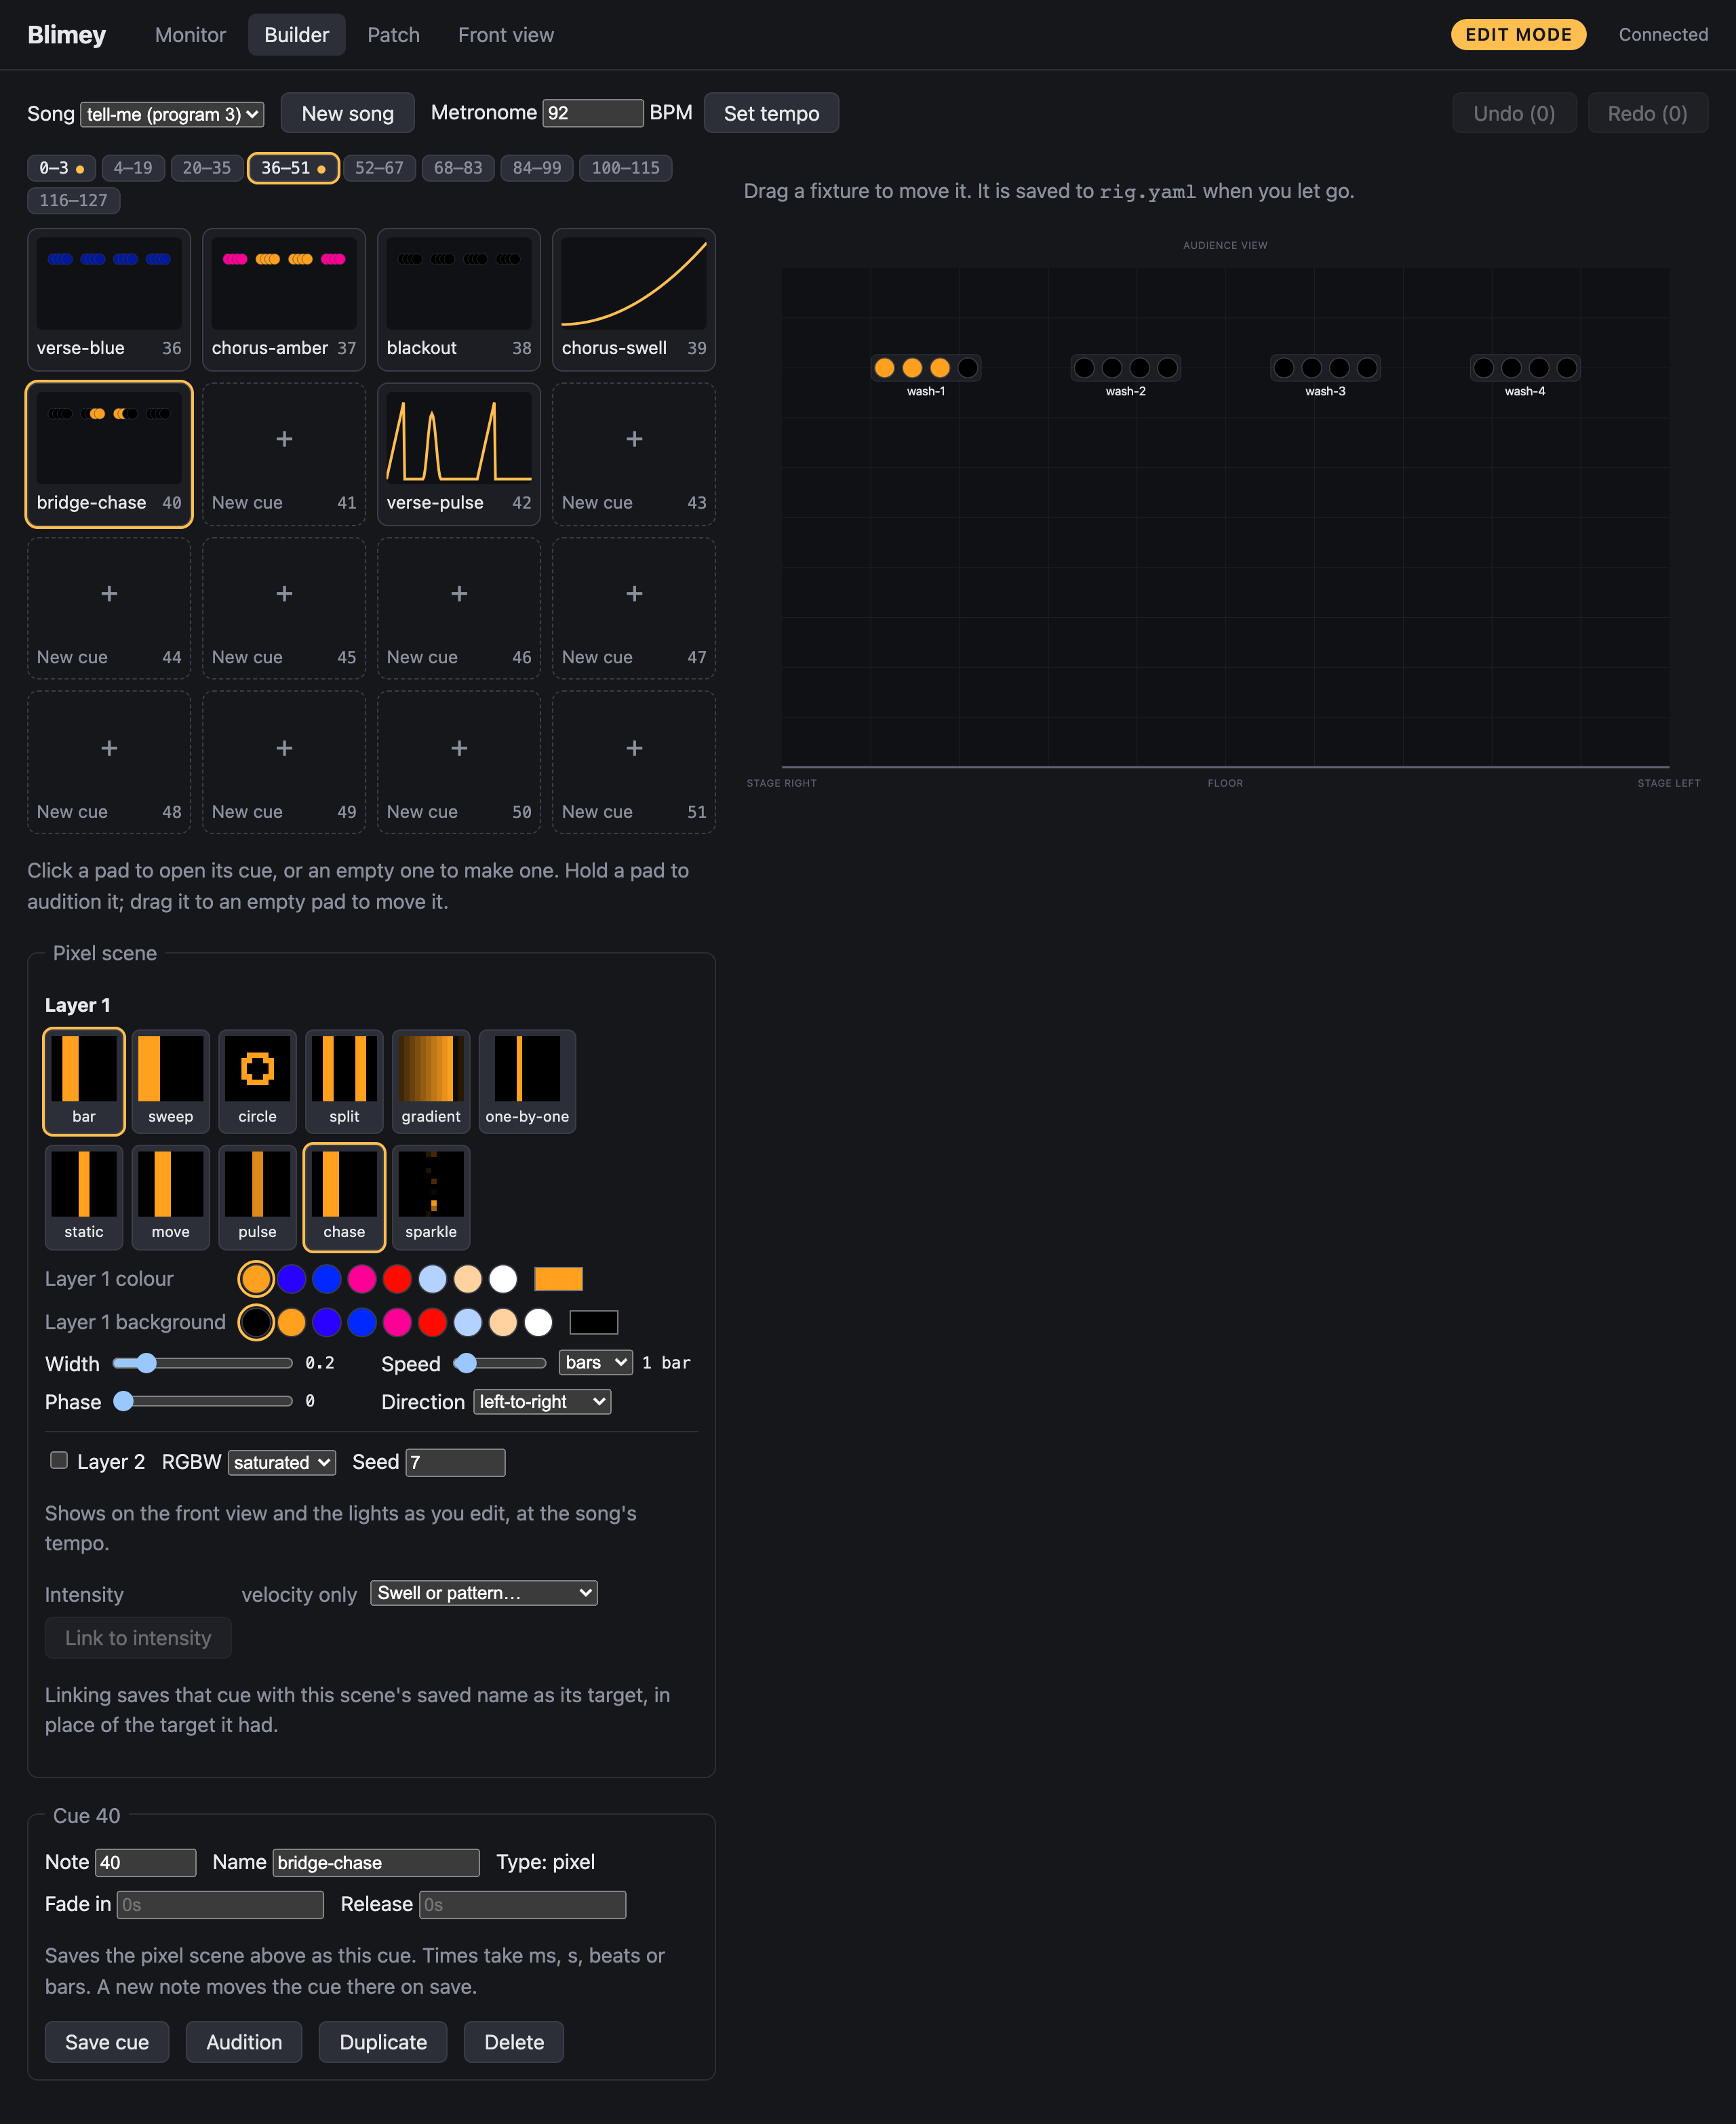 Blimey Monitor Builder Patch Front view EDIT MODE Connected
Song tell-me (program 3) New song Metronome 92 BPM Set tempo Undo (0) Redo (0)
0–3 4–19 20–35 36–51 52–67 68–83 84–99 100–115
116–127
Drag a fixture to move it. It is saved to rig.yaml when you let go.
AUDIENCE VIEW
verse-blue 36 chorus-amber 37 blackout 38 chorus-swell 39
wash-1 wash-2 wash-3 wash-4
+ +
bridge-chase 40 New cue 41 verse-pulse 42 New cue 43
+ + + +
New cue 44 New cue 45 New cue 46 New cue 47
+ + + +
New cue 48 New cue 49 New cue 50 New cue 51
STAGE RIGHT FLOOR STAGE LEFT
Click a pad to open its cue, or an empty one to make one. Hold a pad to
audition it; drag it to an empty pad to move it.
Pixel scene
Layer 1
bar sweep circle split gradient one-by-one
static move pulse chase sparkle
Layer 1 colour
Layer 1 background
Width 0.2 Speed bars 1 bar
Phase 0 Direction left-to-right
Layer 2 RGBW saturated Seed 7
Shows on the front view and the lights as you edit, at the song's
tempo.
Intensity velocity only Swell or pattern…
Link to intensity
Linking saves that cue with this scene's saved name as its target, in
place of the target it had.
Cue 40
Note 40 Name bridge-chase Type: pixel
Fade in 0s Release 0s
Saves the pixel scene above as this cue. Times take ms, s, beats or
bars. A new note moves the cue there on save.
Save cue Audition Duplicate Delete